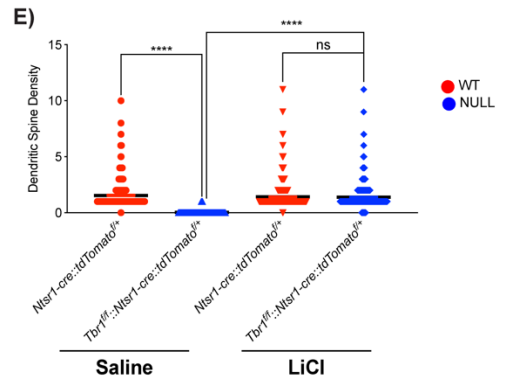 E)
****
****
ns
Dendritic Spine Density
15
10
5
0
WT
NULL
Ntsr1-cre::tdTomato^f/+
Tbr1^f/f::Ntsr1-cre::tdTomato^f/+
Ntsr1-cre::tdTomato^f/+
Tbr1^f/f::Ntsr1-cre::tdTomato^f/+
Saline
LiCl